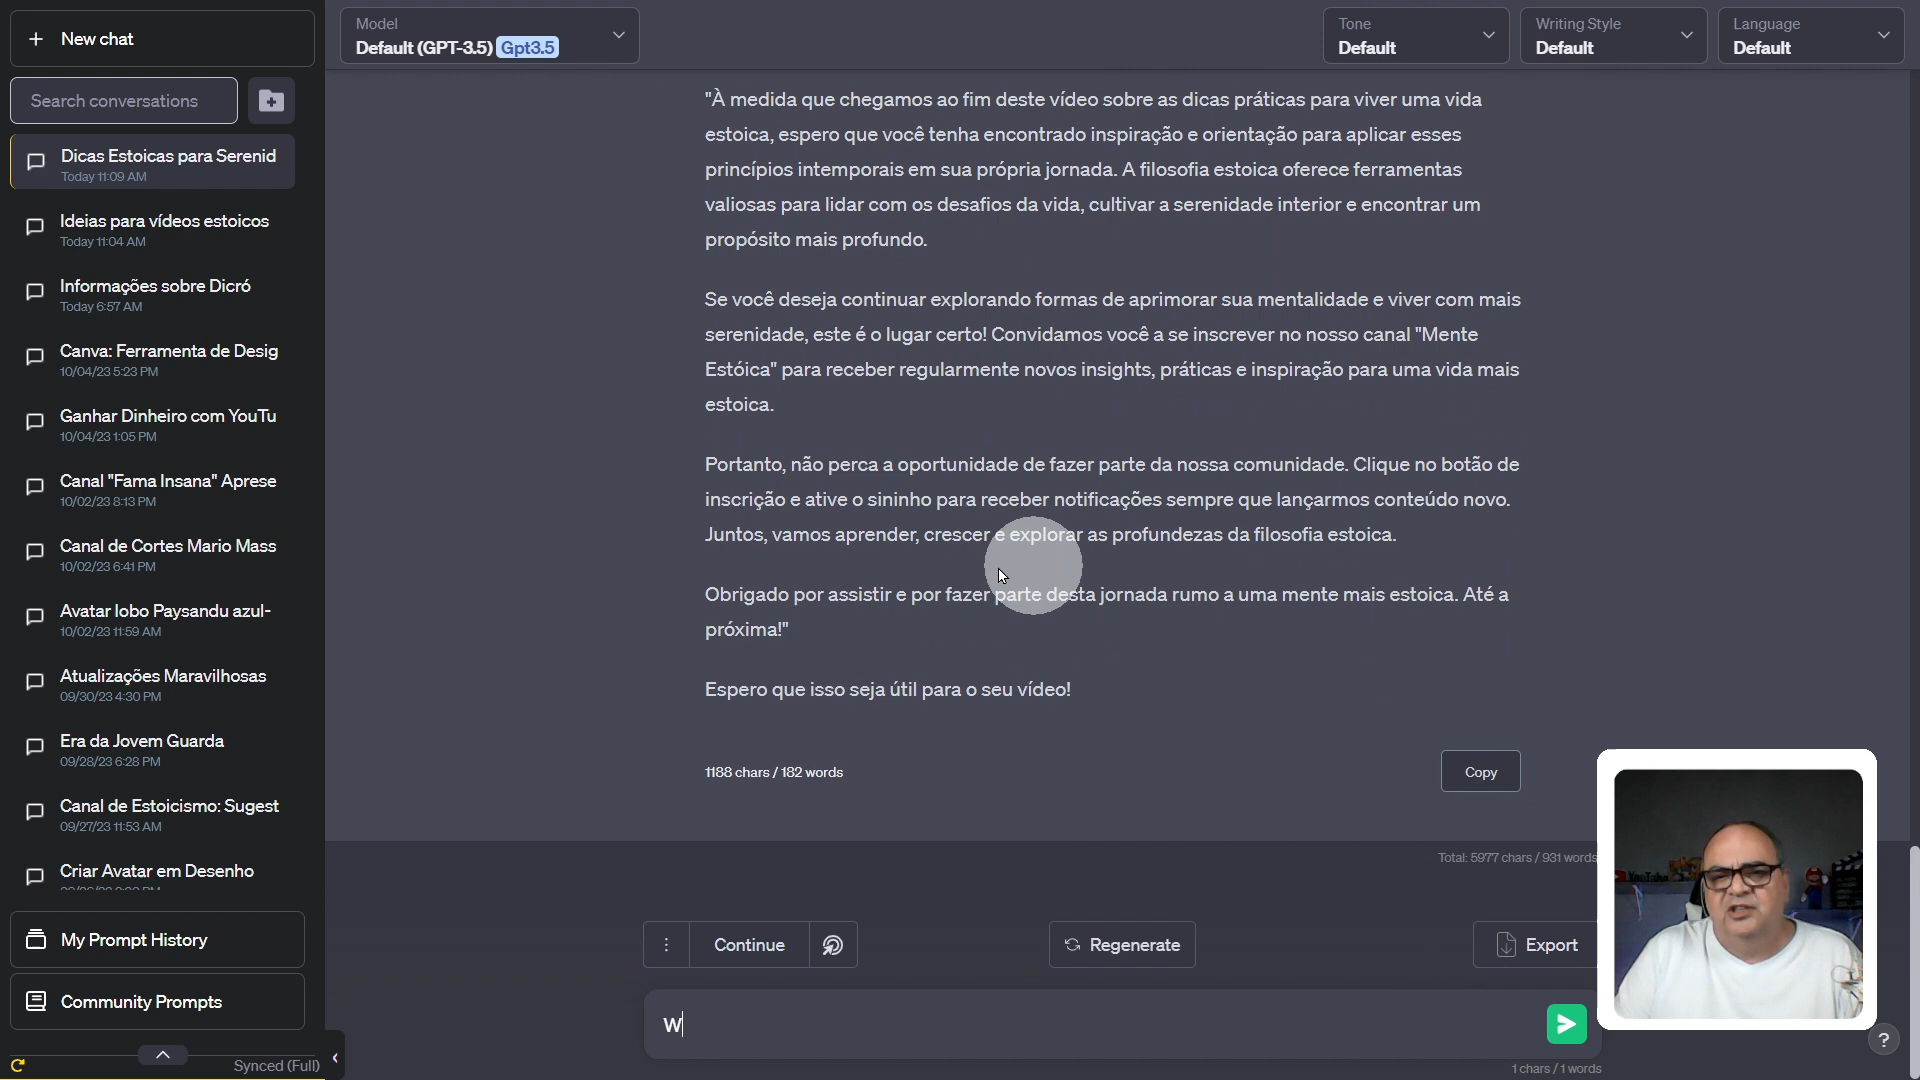 New chat
Search conversations
Dicas Estoicas para Serenid
Today 11:09 AM
Ideias para vídeos estoicos
Today 11:04 AM
Informações sobre Dicró
Today 6:57 AM
Canva: Ferramenta de Desig
10/04/23 5:23 PM
Ganhar Dinheiro com YouTu
10/04/23 1:05 PM
Canal "Fama Insana" Aprese
10/02/23 8:13 PM
Canal de Cortes Mario Mass
10/02/23 6:41 PM
Avatar lobo Paysandu azul-
10/02/23 11:59 AM
Atualizações Maravilhosas
09/30/23 4:30 PM
Era da Jovem Guarda
09/28/23 6:28 PM
Canal de Estoicismo: Sugest
09/27/23 11:53 AM
Criar Avatar em Desenho
My Prompt History
Community Prompts
Synced (Full)
Model
Default (GPT-3.5) Gpt3.5
Tone
Default
Writing Style
Default
Language
Default
"À medida que chegamos ao fim deste vídeo sobre as dicas práticas para viver uma vida
estoica, espero que você tenha encontrado inspiração e orientação para aplicar esses
princípios intemporais em sua própria jornada. A filosofia estoica oferece ferramentas
valiosas para lidar com os desafios da vida, cultivar a serenidade interior e encontrar um
propósito mais profundo.
Se você deseja continuar explorando formas de aprimorar sua mentalidade e viver com mais
serenidade, este é o lugar certo! Convidamos você a se inscrever no nosso canal "Mente
Estóica" para receber regularmente novos insights, práticas e inspiração para uma vida mais
estoica.
Portanto, não perca a oportunidade de fazer parte da nossa comunidade. Clique no botão de
inscrição e ative o sininho para receber notificações sempre que lançarmos conteúdo novo.
Juntos, vamos aprender, crescer e explorar as profundezas da filosofia estoica.
Obrigado por assistir e por fazer parte desta jornada rumo a uma mente mais estoica. Até a
próxima!"
Espero que isso seja útil para o seu vídeo!
1188 chars / 182 words
Copy
Total: 5977 chars / 931 words
Continue
Regenerate
Export
W
1 chars / 1 words
?
YouTube